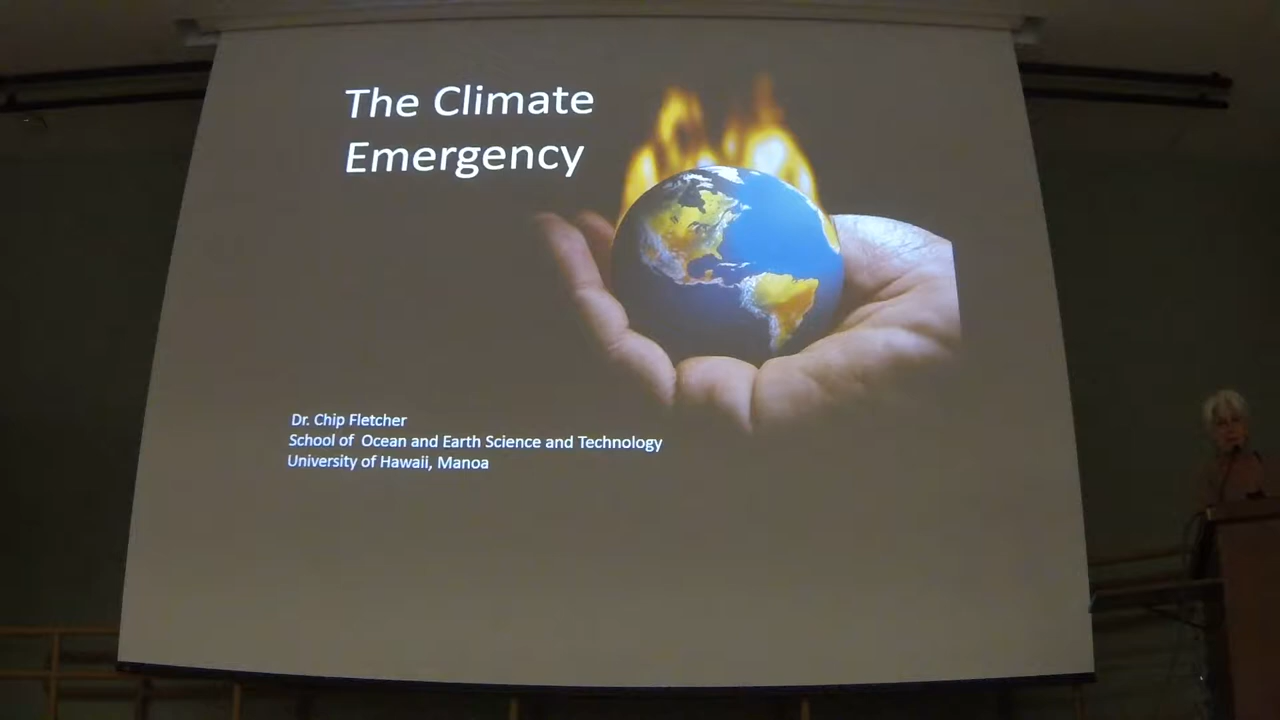 The Climate
Emergency
Dr. Chip Fletcher
School of Ocean and Earth Science and Technology
University of Hawaii, Manoa